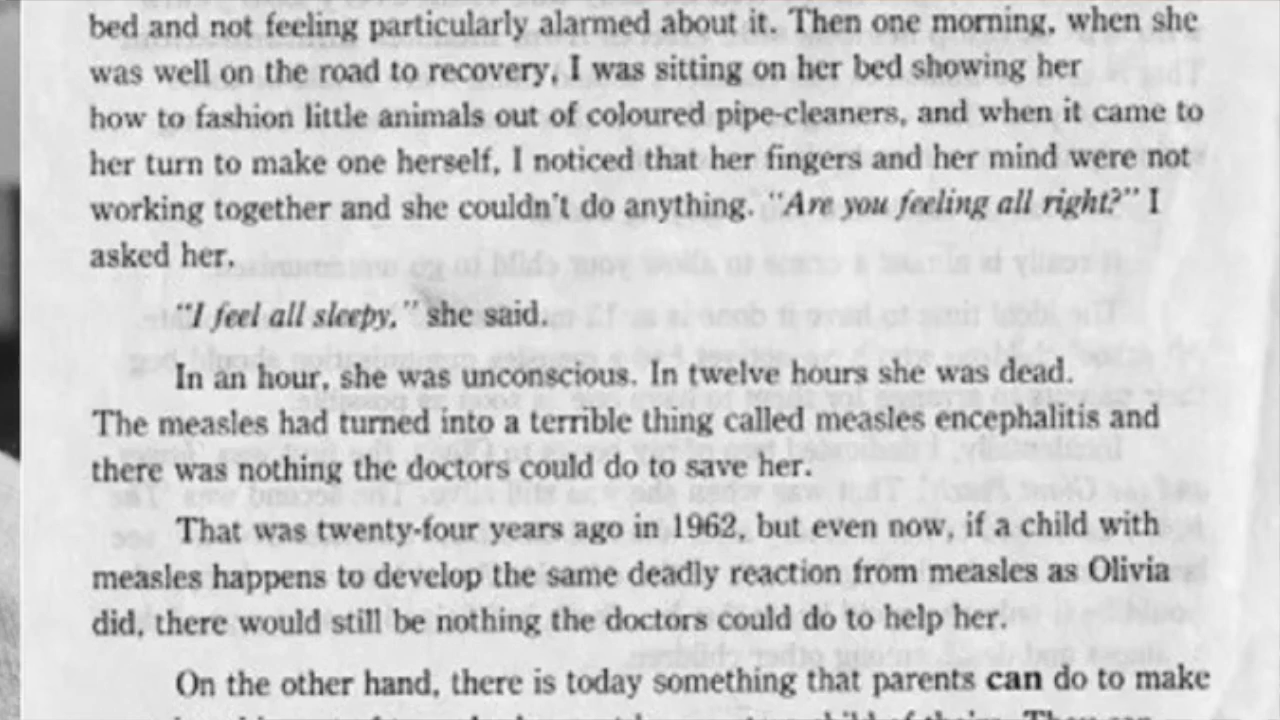 bed and not feeling particularly alarmed about it. Then one morning, when she
was well on the road to recovery, I was sitting on her bed showing her
how to fashion little animals out of coloured pipe-cleaners, and when it came to
her turn to make one herself, I noticed that her fingers and her mind were not
working together and she couldn't do anything. "Are you feeling all right?" I
asked her.
"I feel all sleepy," she said.
In an hour, she was unconscious. In twelve hours she was dead.
The measles had turned into a terrible thing called measles encephalitis and
there was nothing the doctors could do to save her.
That was twenty-four years ago in 1962, but even now, if a child with
measles happens to develop the same deadly reaction from measles as Olivia
did, there would still be nothing the doctors could do to help her.
On the other hand, there is today something that parents can do to make